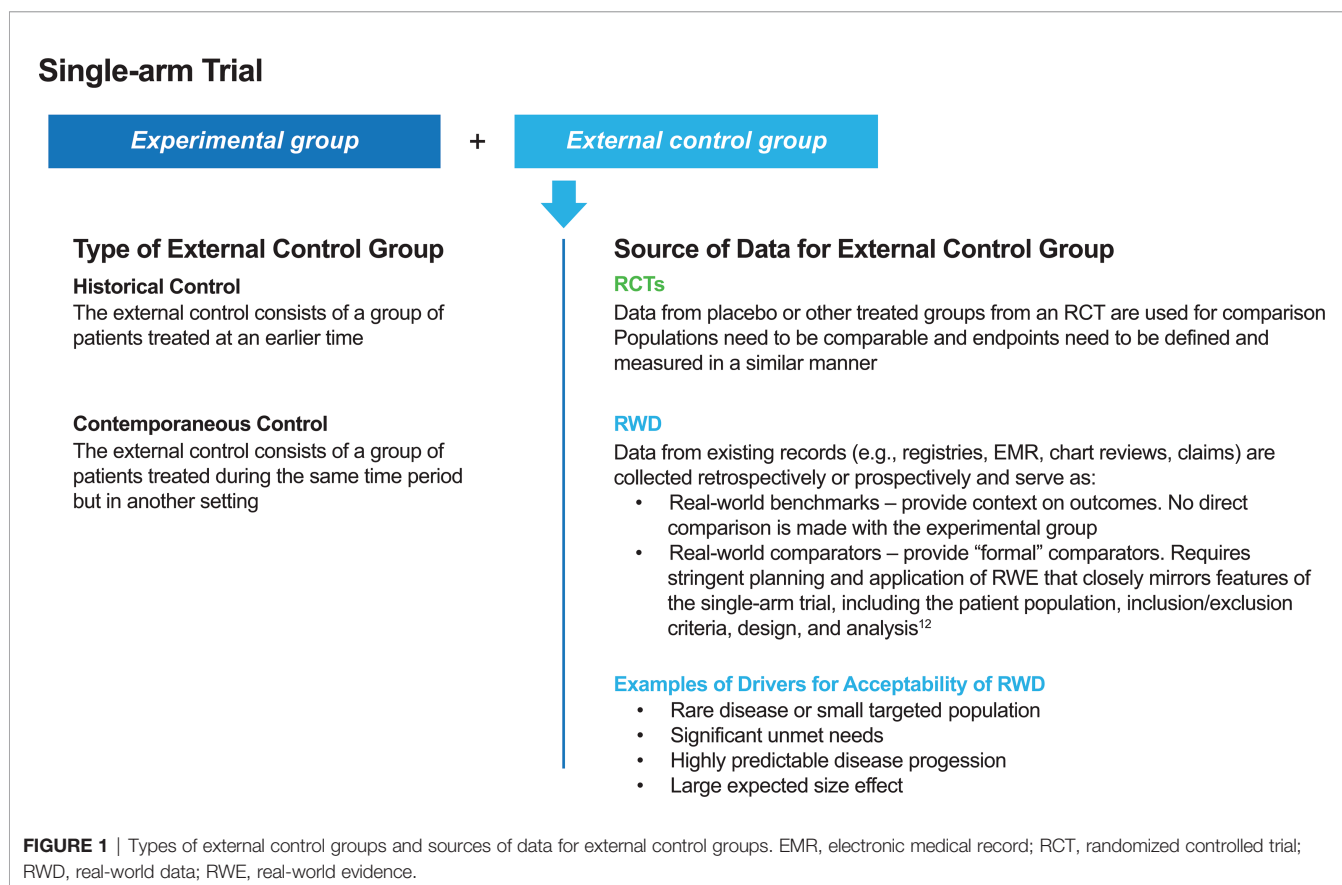 Single-arm Trial
Experimental group + External control group
Type of External Control Group
Historical Control
The external control consists of a group of
patients treated at an earlier time
Contemporaneous Control
The external control consists of a group of
patients treated during the same time period
but in another setting
Source of Data for External Control Group
RCTs
Data from placebo or other treated groups from an RCT are used for comparison
Populations need to be comparable and endpoints need to be defined and
measured in a similar manner
RWD
Data from existing records (e.g., registries, EMR, chart reviews, claims) are
collected retrospectively or prospectively and serve as:
• Real-world benchmarks – provide context on outcomes. No direct
comparison is made with the experimental group
• Real-world comparators – provide “formal” comparators. Requires
stringent planning and application of RWE that closely mirrors features of
the single-arm trial, including the patient population, inclusion/exclusion
criteria, design, and analysis¹²
Examples of Drivers for Acceptability of RWD
• Rare disease or small targeted population
• Significant unmet needs
• Highly predictable disease progession
• Large expected size effect
FIGURE 1 | Types of external control groups and sources of data for external control groups. EMR, electronic medical record; RCT, randomized controlled trial;
RWD, real-world data; RWE, real-world evidence.